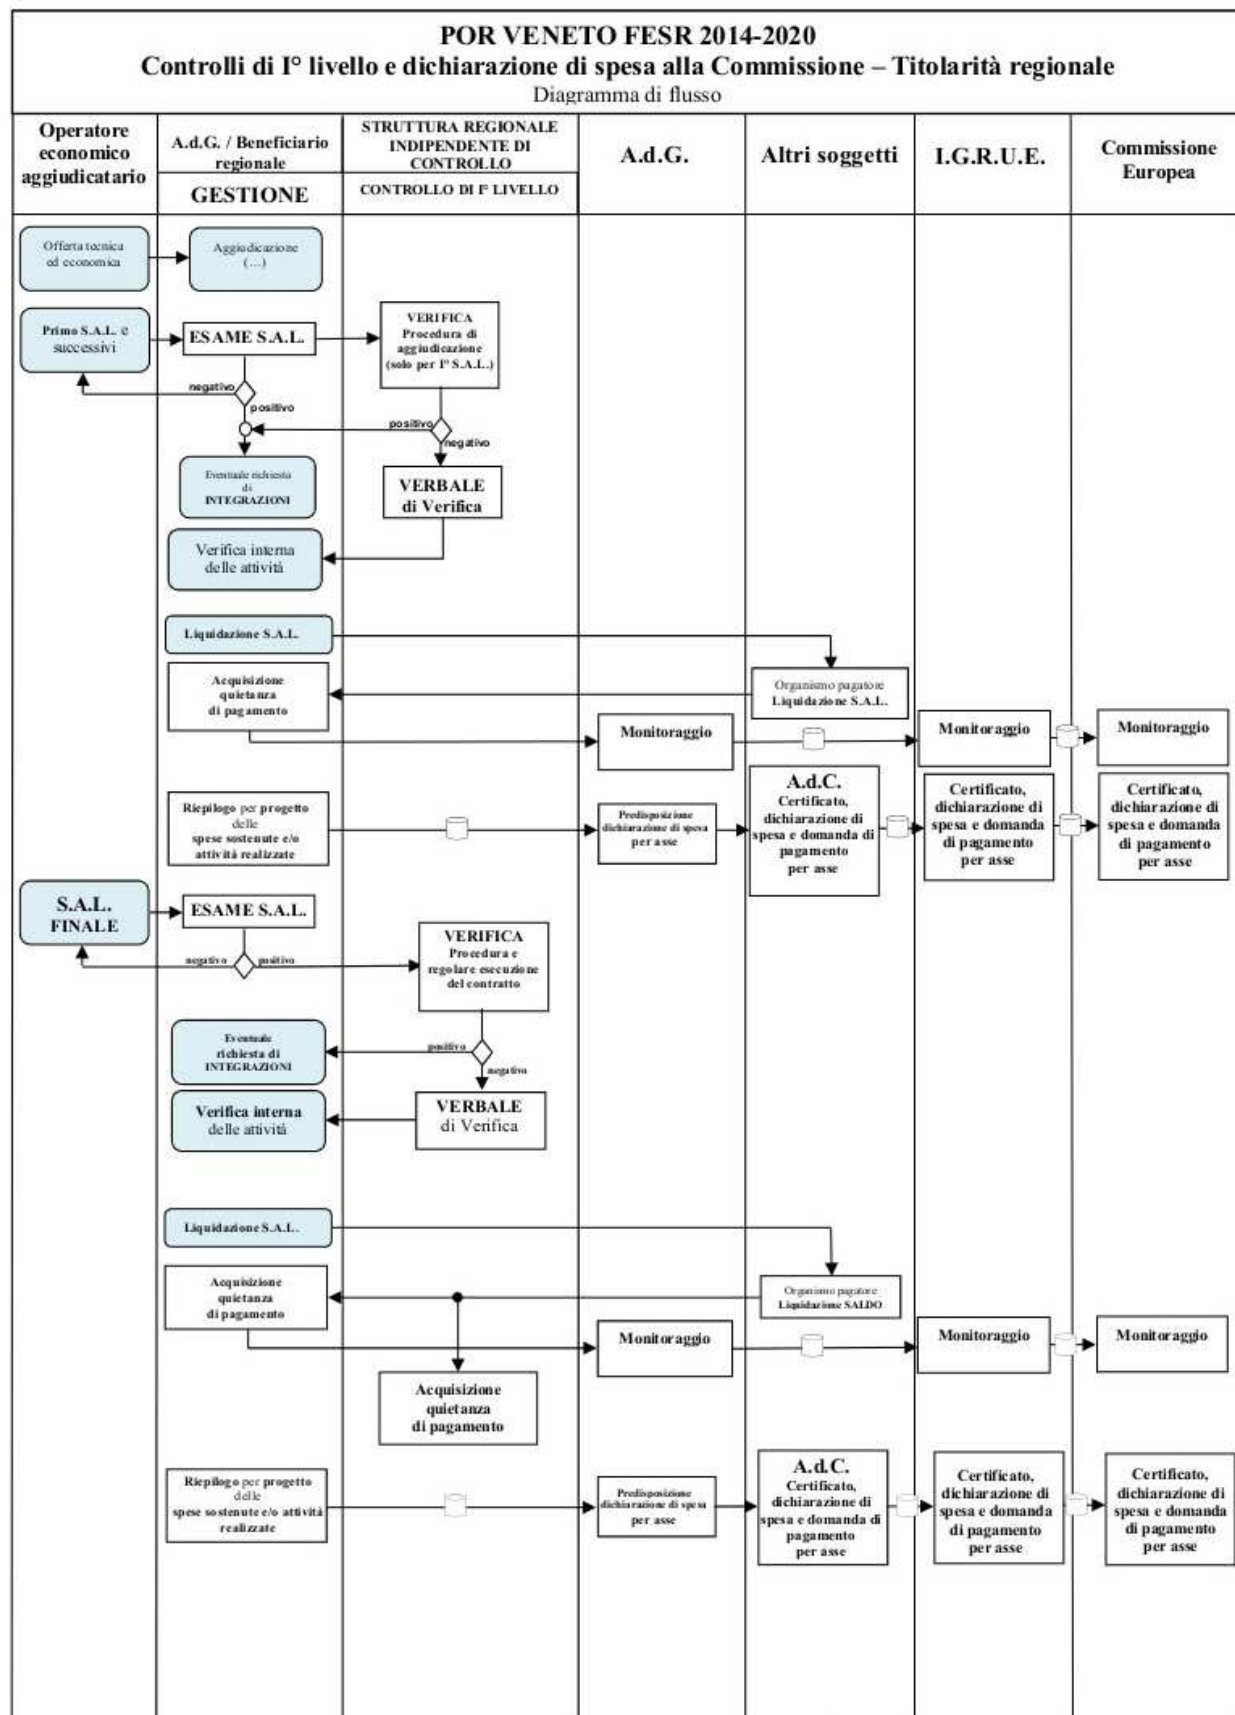 POR VENETO FESR 2014-2020
Controlli di I° livello e dichiarazione di spesa alla Commissione – Titolarità regionale
Diagramma di flusso
Operatore
economico
aggiudicatario
A.d.G. / Beneficiario
regionale
GESTIONE
STRUTTURA REGIONALE
INDIPENDENTE DI
CONTROLLO
CONTROLLO DI I° LIVELLO
A.d.G.
Altri soggetti
I.G.R.U.E.
Commissione
Europea
Offerta tecnica
ed economica
Aggiudicazione
(…)
Primo S.A.L. e
successivi
ESAME S.A.L.
VERIFICA
Procedura di
aggiudicazione
(solo per I° S.A.L.)
negativo
positivo
positivo
negativo
Eventuale richiesta
di
INTEGRAZIONI
VERBALE
di Verifica
Verifica interna
delle attività
Liquidazione S.A.L.
Acquisizione
quietanza
di pagamento
Organismo pagatore
Liquidazione S.A.L.
Monitoraggio
Monitoraggio
Monitoraggio
Riepilogo per progetto
delle
spese sostenute e/o
attività realizzate
Predisposizione
dichiarazione di spesa
per asse
A.d.C.
Certificato,
dichiarazione di
spesa e domanda di
pagamento
per asse
Certificato,
dichiarazione di
spesa e domanda
di pagamento
per asse
Certificato,
dichiarazione di
spesa e domanda
di pagamento
per asse
S.A.L.
FINALE
ESAME S.A.L.
negativo
positivo
VERIFICA
Procedura e
regolare esecuzione
del contratto
Eventuale
richiesta di
INTEGRAZIONI
positivo
negativo
Verifica interna
delle attività
VERBALE
di Verifica
Liquidazione S.A.L.
Acquisizione
quietanza
di pagamento
Organismo pagatore
Liquidazione SALDO
Monitoraggio
Monitoraggio
Monitoraggio
Acquisizione
quietanza
di pagamento
Riepilogo per progetto
delle
spese sostenute e/o attività
realizzate
Predisposizione
dichiarazione di spesa
per asse
A.d.C.
Certificato,
dichiarazione di
spesa e domanda di
pagamento
per asse
Certificato,
dichiarazione di
spesa e domanda
di pagamento
per asse
Certificato,
dichiarazione di
spesa e domanda
di pagamento
per asse